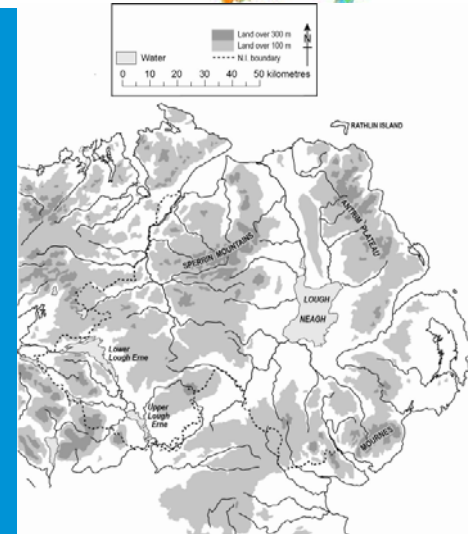 Land over 300 m
Land over 100 m
Water
N.I. boundary
N
0 10 20 30 40 50 kilometres
RATHLIN ISLAND
ANTRIM PLATEAU
SPERRIN MOUNTAINS
LOUGH
NEAGH
Lower
Lough Erne
Upper
Lough
Erne
MOURNES